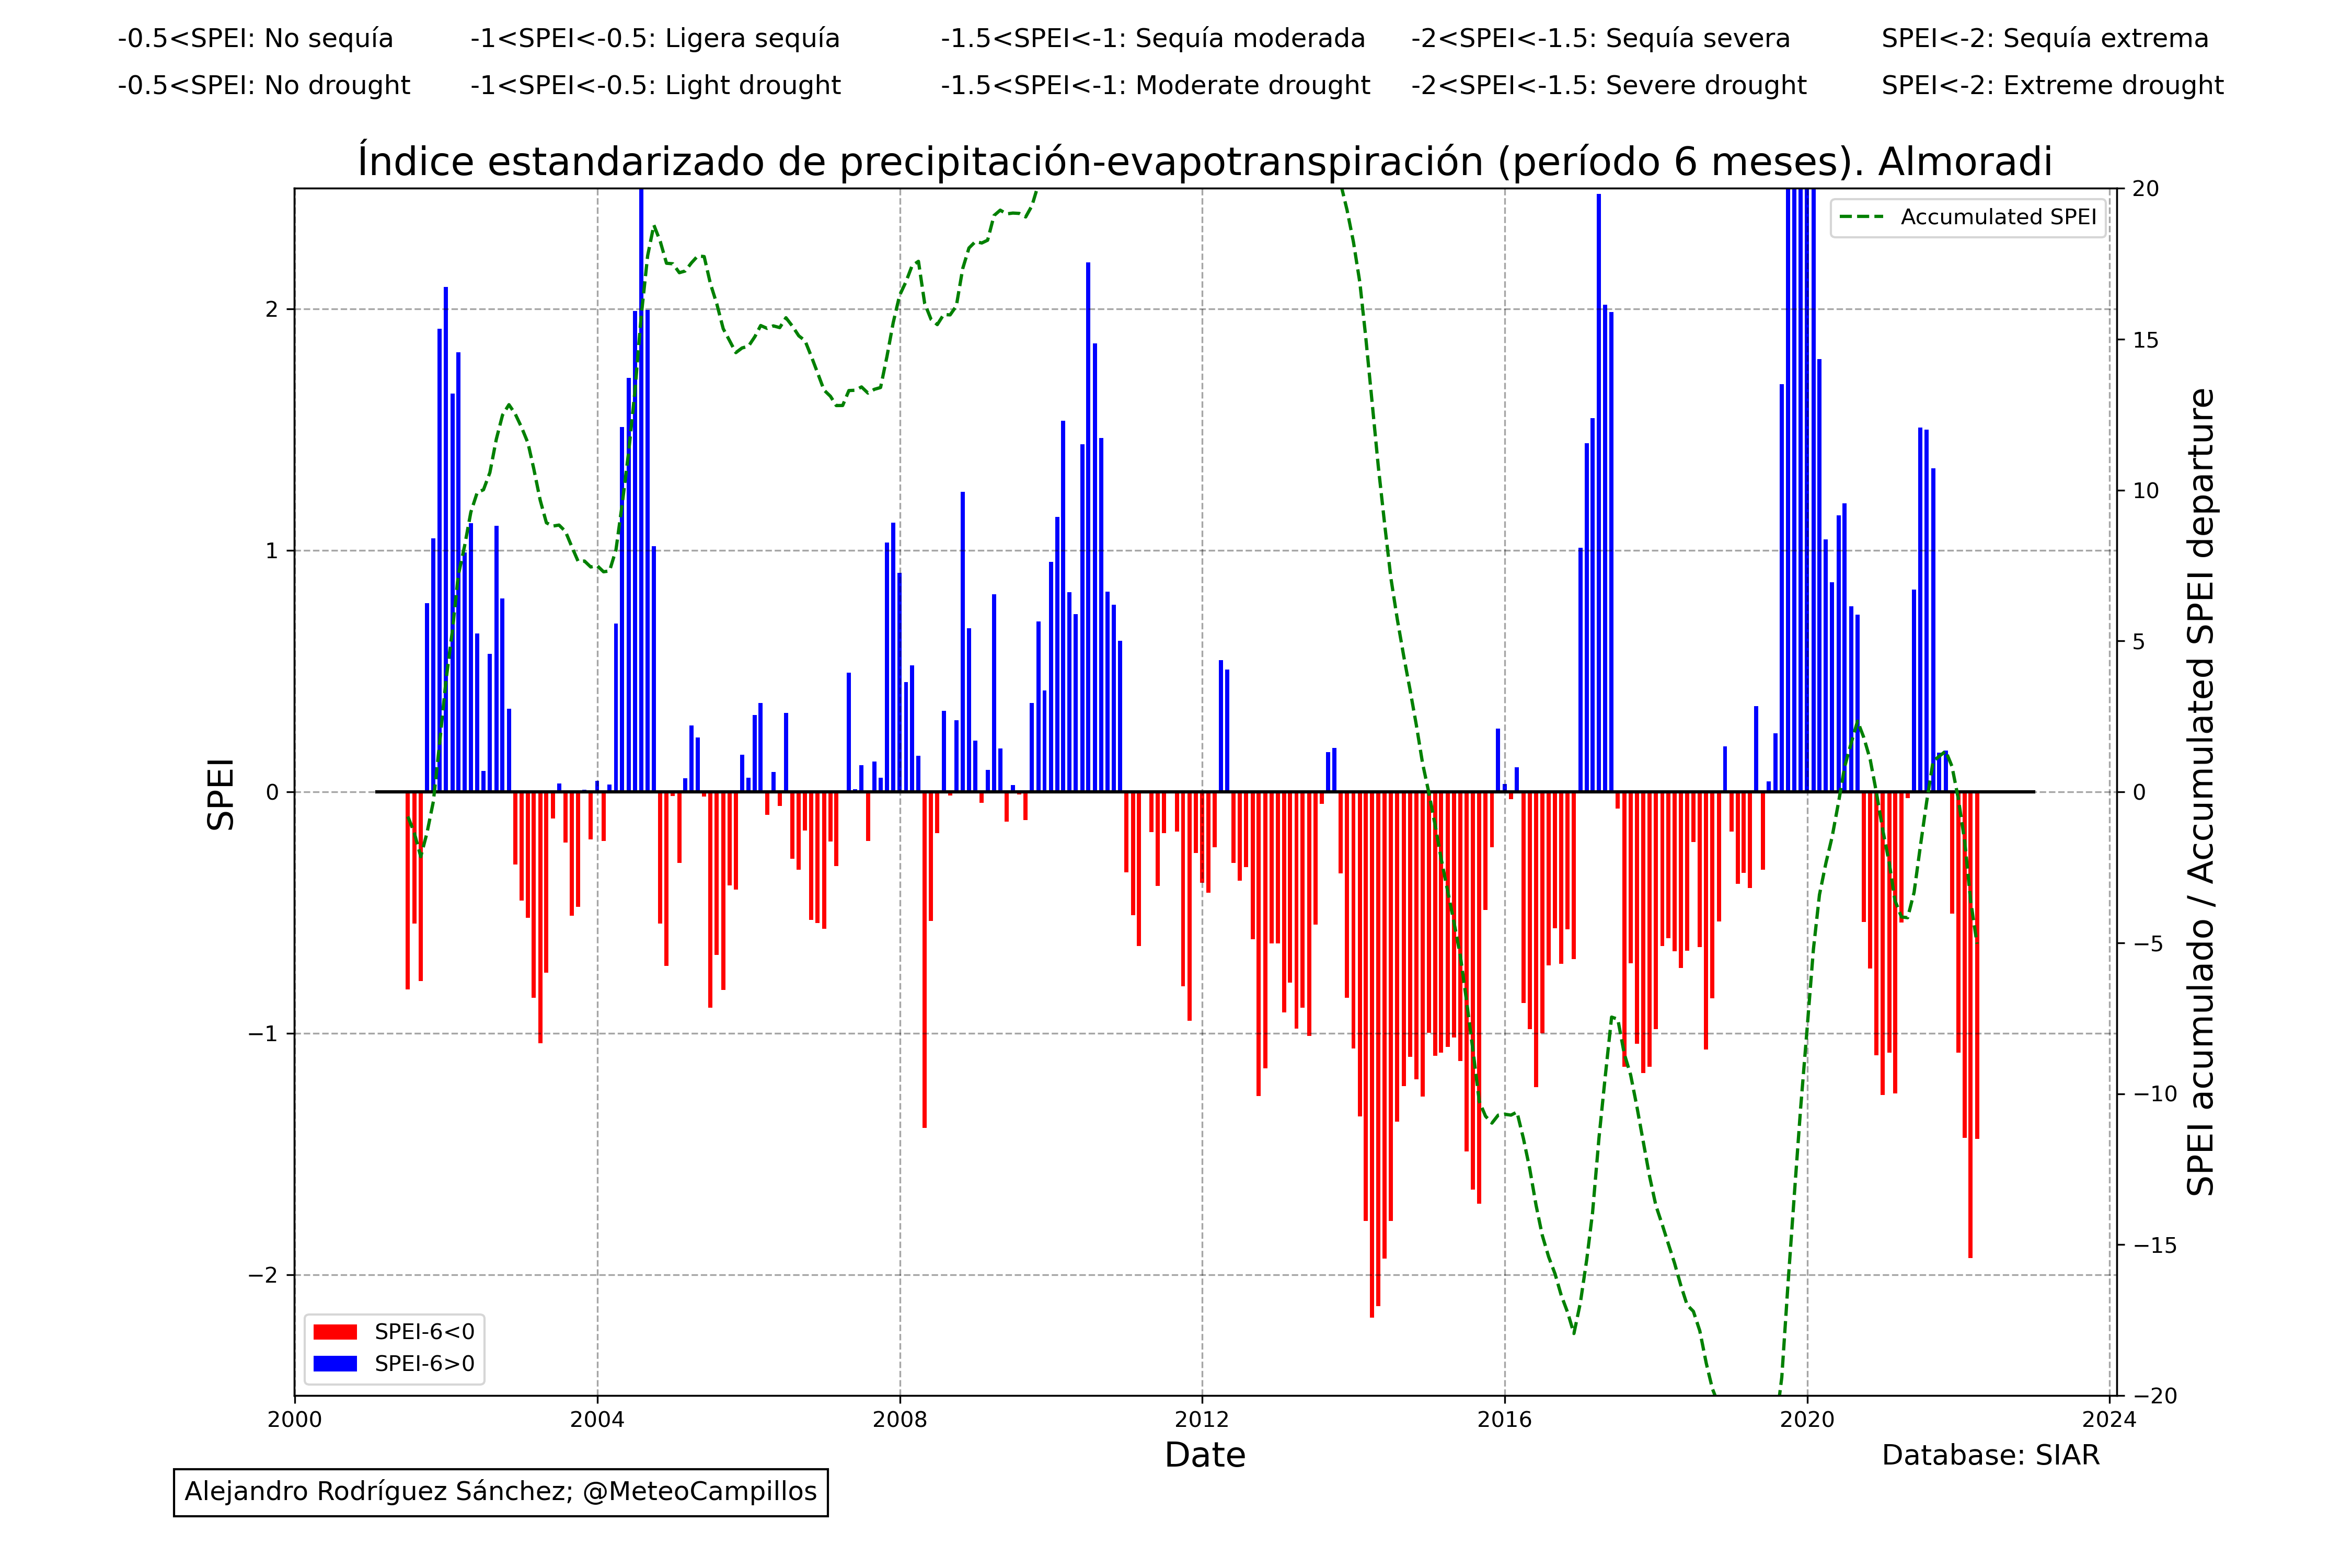 -0.5<SPEI: No sequía -1<SPEI<-0.5: Ligera sequía -1.5<SPEI<-1: Sequía moderada -2<SPEI<-1.5: Sequía severa SPEI<-2: Sequía extrema
-0.5<SPEI: No drought -1<SPEI<-0.5: Light drought -1.5<SPEI<-1: Moderate drought -2<SPEI<-1.5: Severe drought SPEI<-2: Extreme drought
Índice estandarizado de precipitación-evapotranspiración (período 6 meses). Almoradi
Accumulated SPEI
SPEI
2
1
0
−1
−2
20
15
10
5
0
−5
−10
−15
−20
SPEI acumulado / Accumulated SPEI departure
SPEI-6<0
SPEI-6>0
2000 2004 2008 2012 2016 2020 2024
Date
Database: SIAR
Alejandro Rodríguez Sánchez; @MeteoCampillos